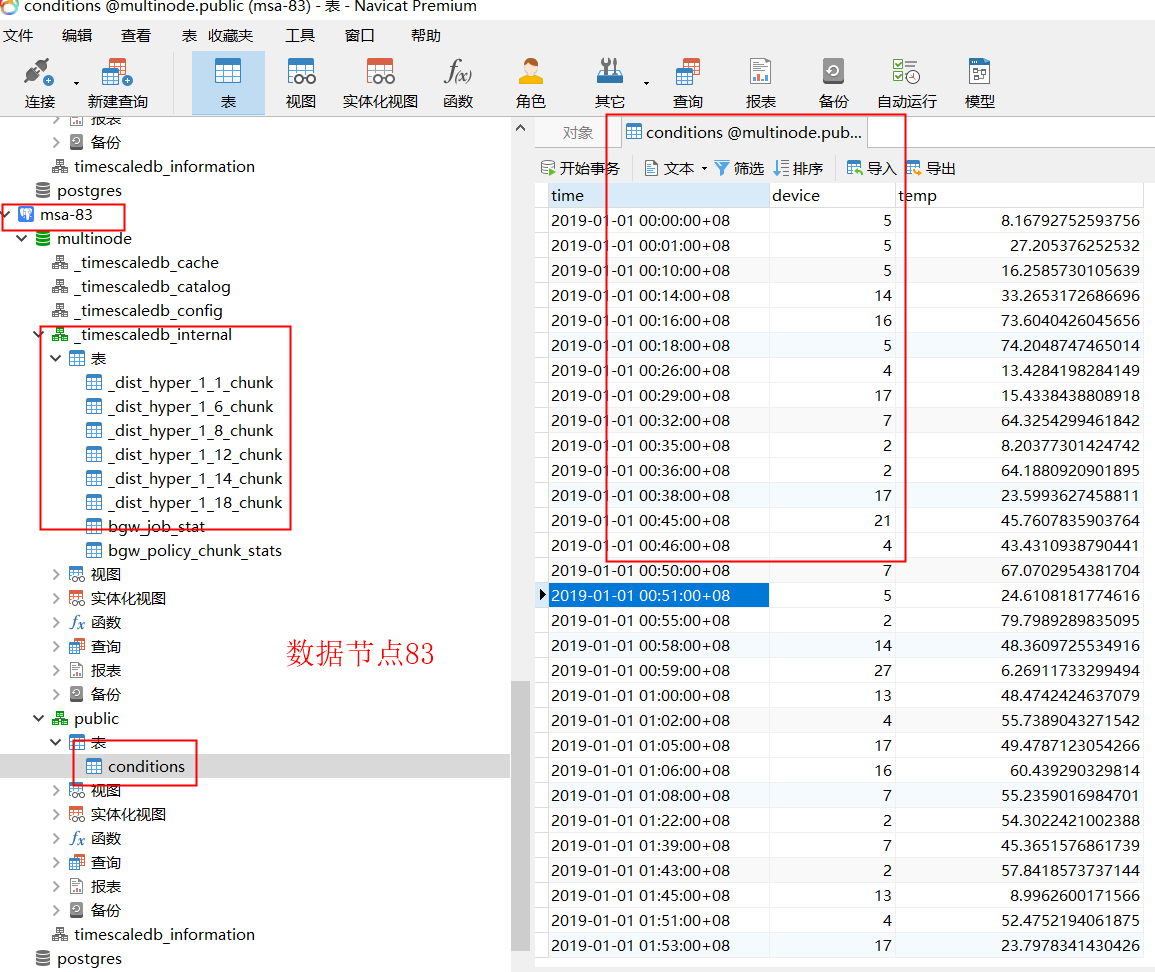 conditions @multinode.public (msa-83) - 表 - Navicat Premium
文件 编辑 查看 表 收藏夹 工具 窗口 帮助
连接 新建查询 表 视图 实体化视图 函数 角色 其它 查询 报表 备份 自动运行 模型
报表
备份
timescaledb_information
postgres
msa-83
multinode
_timescaledb_cache
_timescaledb_catalog
_timescaledb_config
_timescaledb_internal
表
_dist_hyper_1_1_chunk
_dist_hyper_1_6_chunk
_dist_hyper_1_8_chunk
_dist_hyper_1_12_chunk
_dist_hyper_1_14_chunk
_dist_hyper_1_18_chunk
bgw_job_stat
bgw_policy_chunk_stats
视图
实体化视图
函数
查询
报表
备份
public
表
conditions
视图
实体化视图
函数
查询
报表
备份
timescaledb_information
postgres
数据节点83
对象 conditions @multinode.pub...
开始事务 文本 筛选 排序 导入 导出
time device temp
2019-01-01 00:00:00+08 5 8.16792752593756
2019-01-01 00:01:00+08 5 27.205376252532
2019-01-01 00:10:00+08 5 16.2585730105639
2019-01-01 00:14:00+08 14 33.2653172686696
2019-01-01 00:16:00+08 16 73.6040426045656
2019-01-01 00:18:00+08 5 74.2048747465014
2019-01-01 00:26:00+08 4 13.4284198284149
2019-01-01 00:29:00+08 17 15.4338438808918
2019-01-01 00:32:00+08 7 64.3254299461842
2019-01-01 00:35:00+08 2 8.20377301424742
2019-01-01 00:36:00+08 2 64.1880920901895
2019-01-01 00:38:00+08 17 23.5993627458811
2019-01-01 00:45:00+08 21 45.7607835903764
2019-01-01 00:46:00+08 4 43.4310938790441
2019-01-01 00:50:00+08 7 67.0702954381704
2019-01-01 00:51:00+08 5 24.6108181774616
2019-01-01 00:55:00+08 2 79.7989289835095
2019-01-01 00:58:00+08 14 48.3609725534916
2019-01-01 00:59:00+08 27 6.26911733299494
2019-01-01 01:00:00+08 13 48.4742424637079
2019-01-01 01:02:00+08 4 55.7389043271542
2019-01-01 01:05:00+08 17 49.4787123054266
2019-01-01 01:06:00+08 16 60.439290329814
2019-01-01 01:08:00+08 7 55.2359016984701
2019-01-01 01:22:00+08 2 54.3022421002388
2019-01-01 01:39:00+08 7 45.3651576861739
2019-01-01 01:43:00+08 2 57.8418573737144
2019-01-01 01:45:00+08 13 8.9962600171566
2019-01-01 01:51:00+08 4 52.4752194061875
2019-01-01 01:53:00+08 17 23.7978341430426